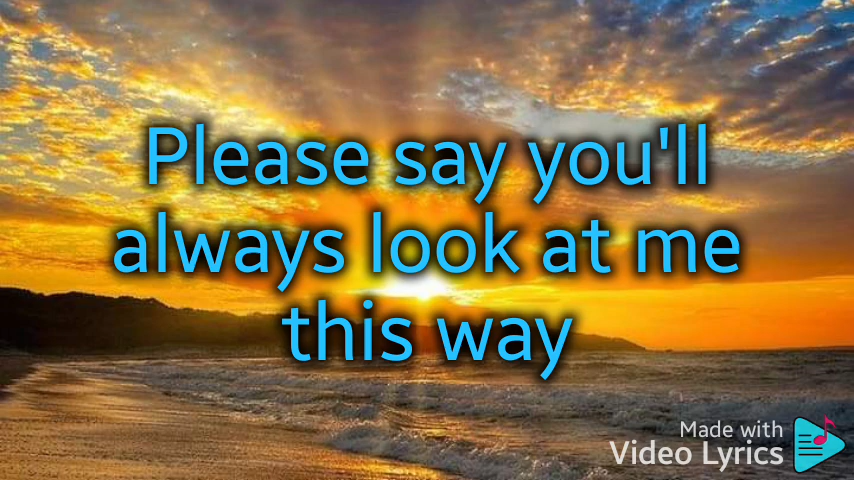 Please say you'll
always look at me
this way
Made with
Video Lyrics